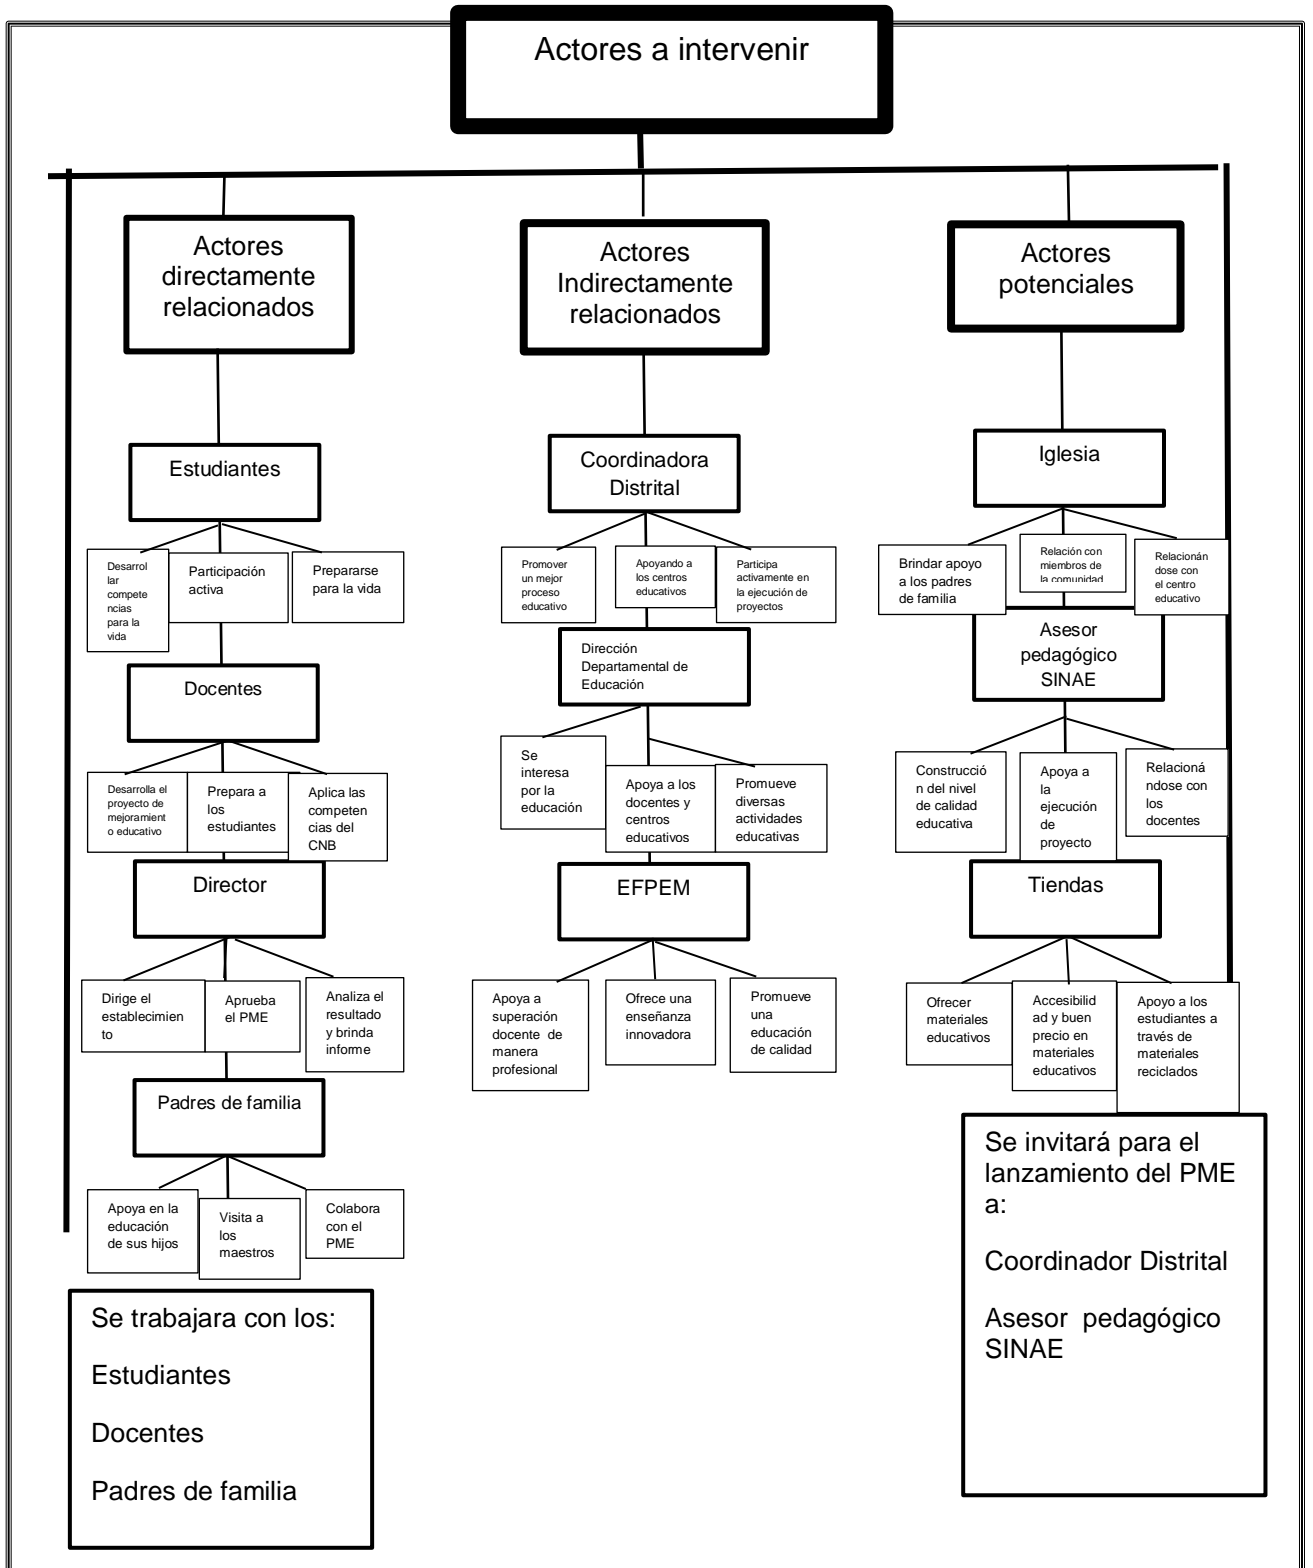 Actores a intervenir
Actores
directamente
relacionados
Actores
Indirectamente
relacionados
Actores
potenciales
Estudiantes
Coordinadora
Distrital
Iglesia
Desarrol
lar
compete
ncias
para la
vida
Participación
activa
Prepararse
para la vida
Promover
un mejor
proceso
educativo
Apoyando a
los centros
educativos
Participa
activamente en
la ejecución de
proyectos
Brindar apoyo
a los padres
de familia
Relación con
miembros de
la comunidad
Relacionán
dose con
el centro
educativo
Docentes
Dirección
Departamental de
Educación
Asesor
pedagógico
SINAE
Desarrolla el
proyecto de
mejoramient
o educativo
Prepara a
los
estudiantes
Aplica las
competen
cias del
CNB
Se
interesa
por la
educación
Apoya a los
docentes y
centros
educativos
Promueve
diversas
actividades
educativas
Construcció
n del nivel
de calidad
educativa
Apoya a
la
ejecución
de
proyecto
Relacioná
ndose con
los
docentes
Director
EFPEM
Tiendas
Dirige el
establecimien
to
Aprueba
el PME
Analiza el
resultado
y brinda
informe
Apoya a
superación
docente de
manera
profesional
Ofrece una
enseñanza
innovadora
Promueve
una
educación
de calidad
Ofrecer
materiales
educativos
Accesibilid
ad y buen
precio en
materiales
educativos
Apoyo a los
estudiantes a
través de
materiales
reciclados
Padres de familia
Apoya en la
educación
de sus hijos
Visita a
los
maestros
Colabora
con el
PME
Se invitará para el
lanzamiento del PME
a:
Coordinador Distrital
Asesor pedagógico
SINAE
Se trabajara con los:
Estudiantes
Docentes
Padres de familia